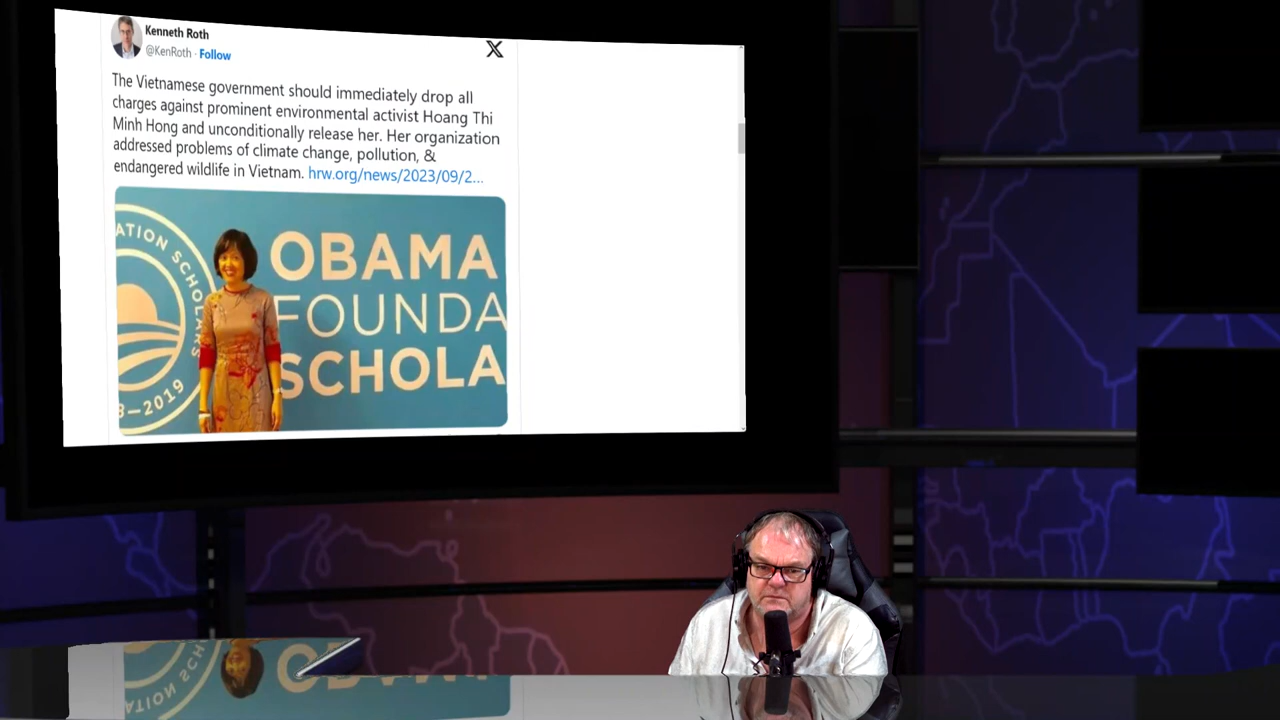 Kenneth Roth
@KenRoth · Follow
X
The Vietnamese government should immediately drop all
charges against prominent environmental activist Hoang Thi
Minh Hong and unconditionally release her. Her organization
addressed problems of climate change, pollution, &
endangered wildlife in Vietnam. hrw.org/news/2023/09/2...
ATION SCHOLARS
OBAMA
FOUNDA
SCHOLA
8—2019